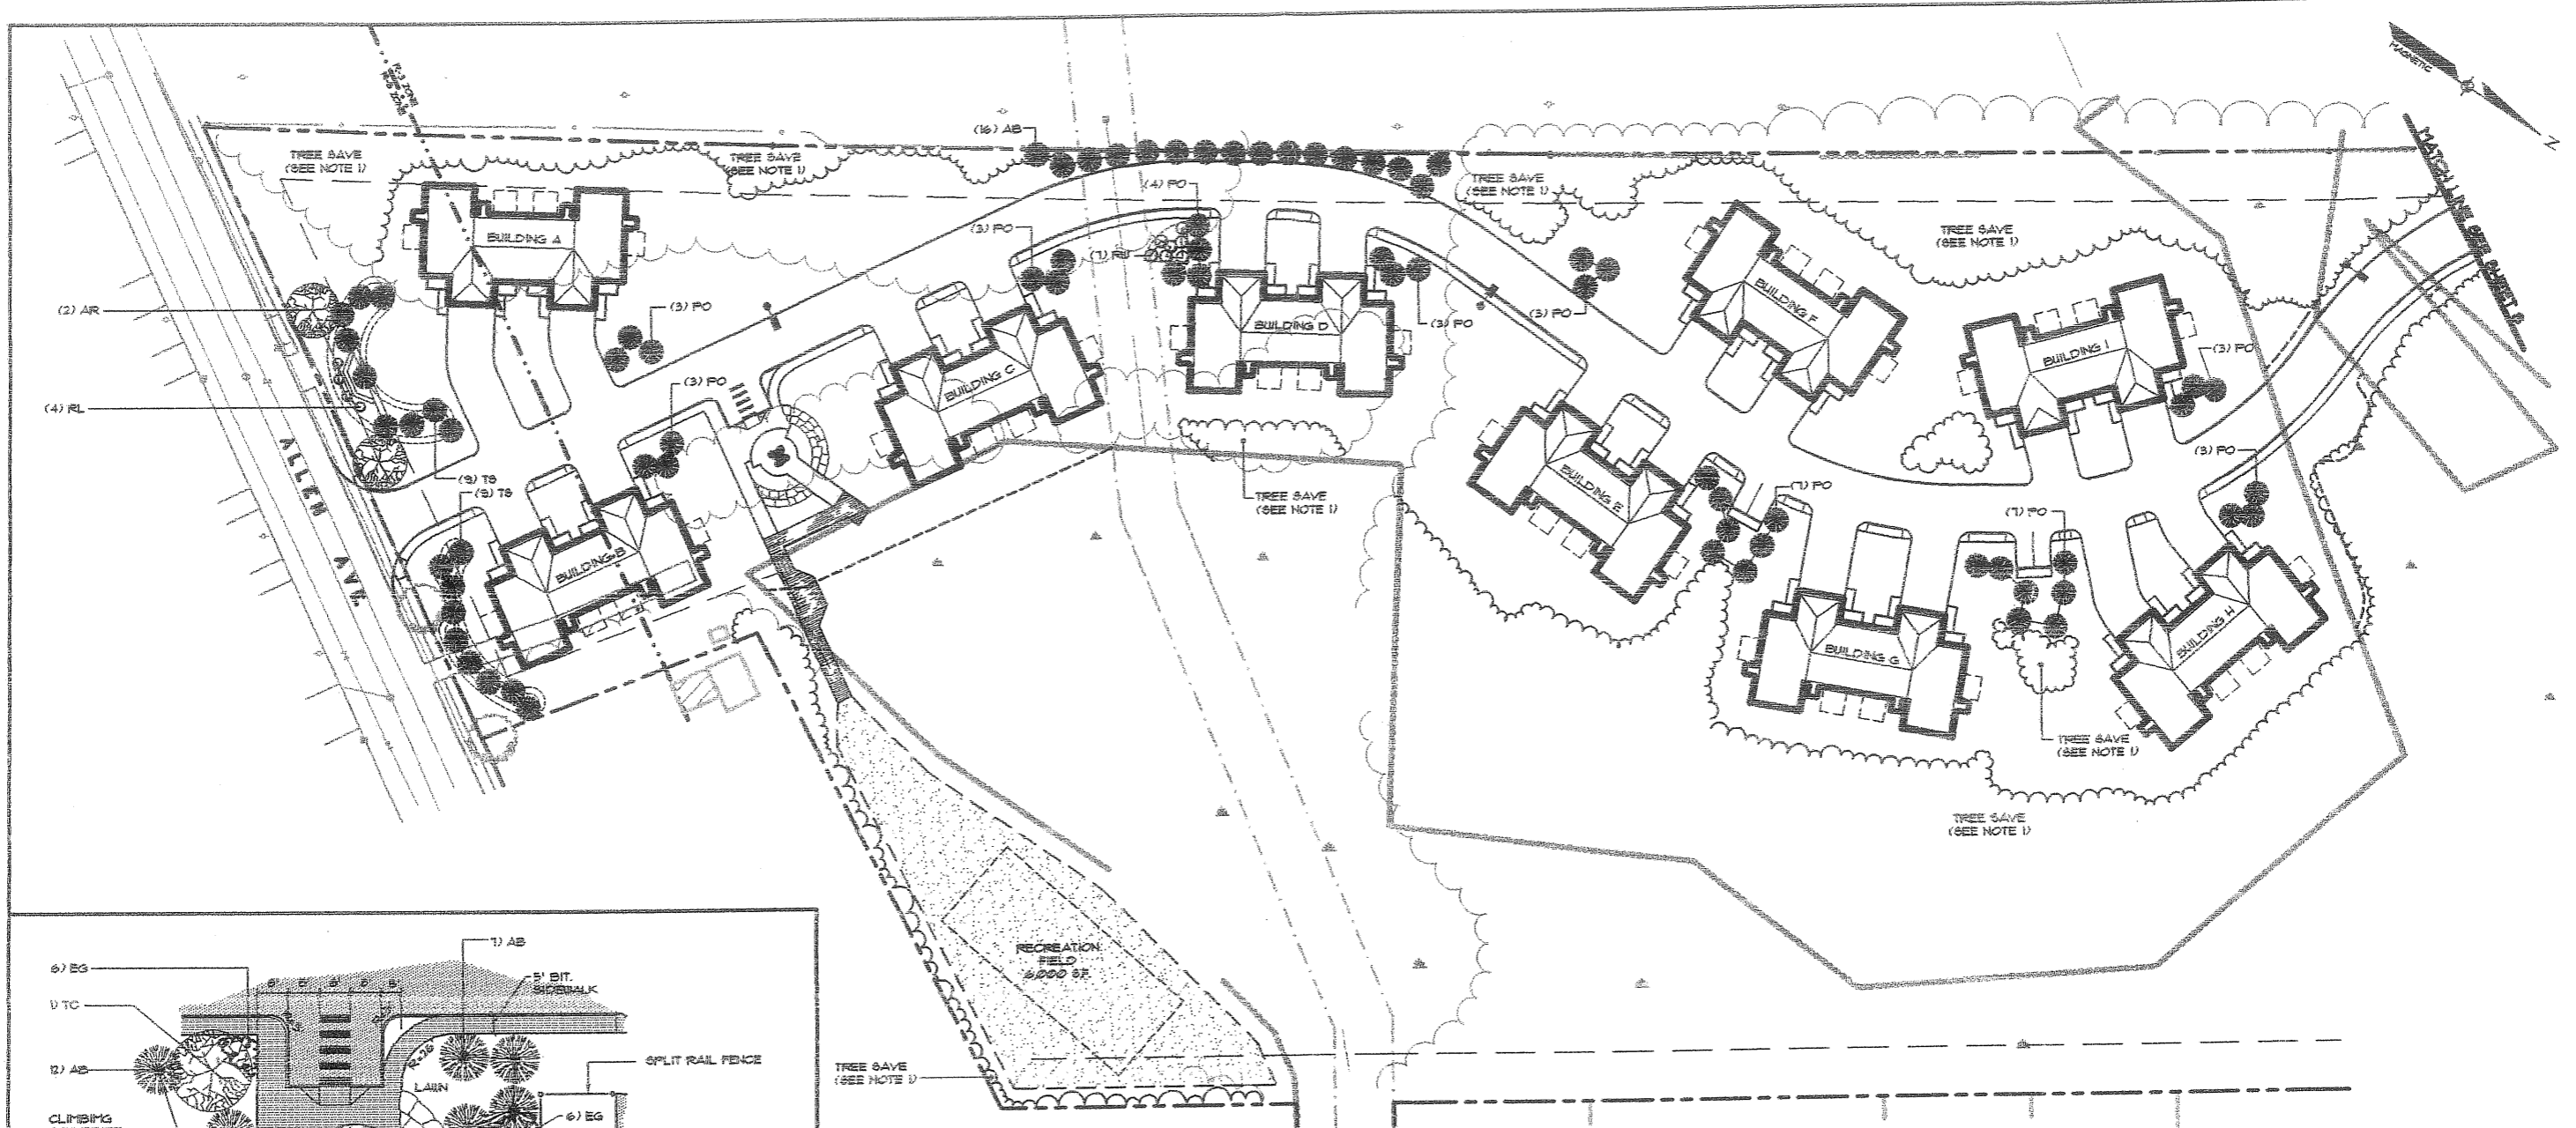 MAGNETIC
N
R-3 ZONE
(16) AB
TREE SAVE
(SEE NOTE 1)
TREE SAVE
(SEE NOTE 1)
(4) PO
TREE SAVE
(SEE NOTE 1)
MATCH LINE SEE SHEET
TREE SAVE
(SEE NOTE 1)
(3) PO
BUILDING A
BUILDING F
(2) AR
(3) PO
BUILDING D
(3) PO
(3) PO
BUILDING I
(3) PO
(3) PO
BUILDING C
(4) RL
ALLEN AVE.
(9) TS
(9) TS
(3) PO
TREE SAVE
(SEE NOTE 1)
BUILDING E
(7) PO
(7) PO
BUILDING B
BUILDING G
BUILDING H
TREE SAVE
(SEE NOTE 1)
TREE SAVE
(SEE NOTE 1)
RECREATION
FIELD
6,000 SF.
TREE SAVE
(SEE NOTE 1)
7) AB
6) EG
5' BIT.
SIDEWALK
1) TC
SPLIT RAIL FENCE
2) AB
LAWN
CLIMBING
6) EG